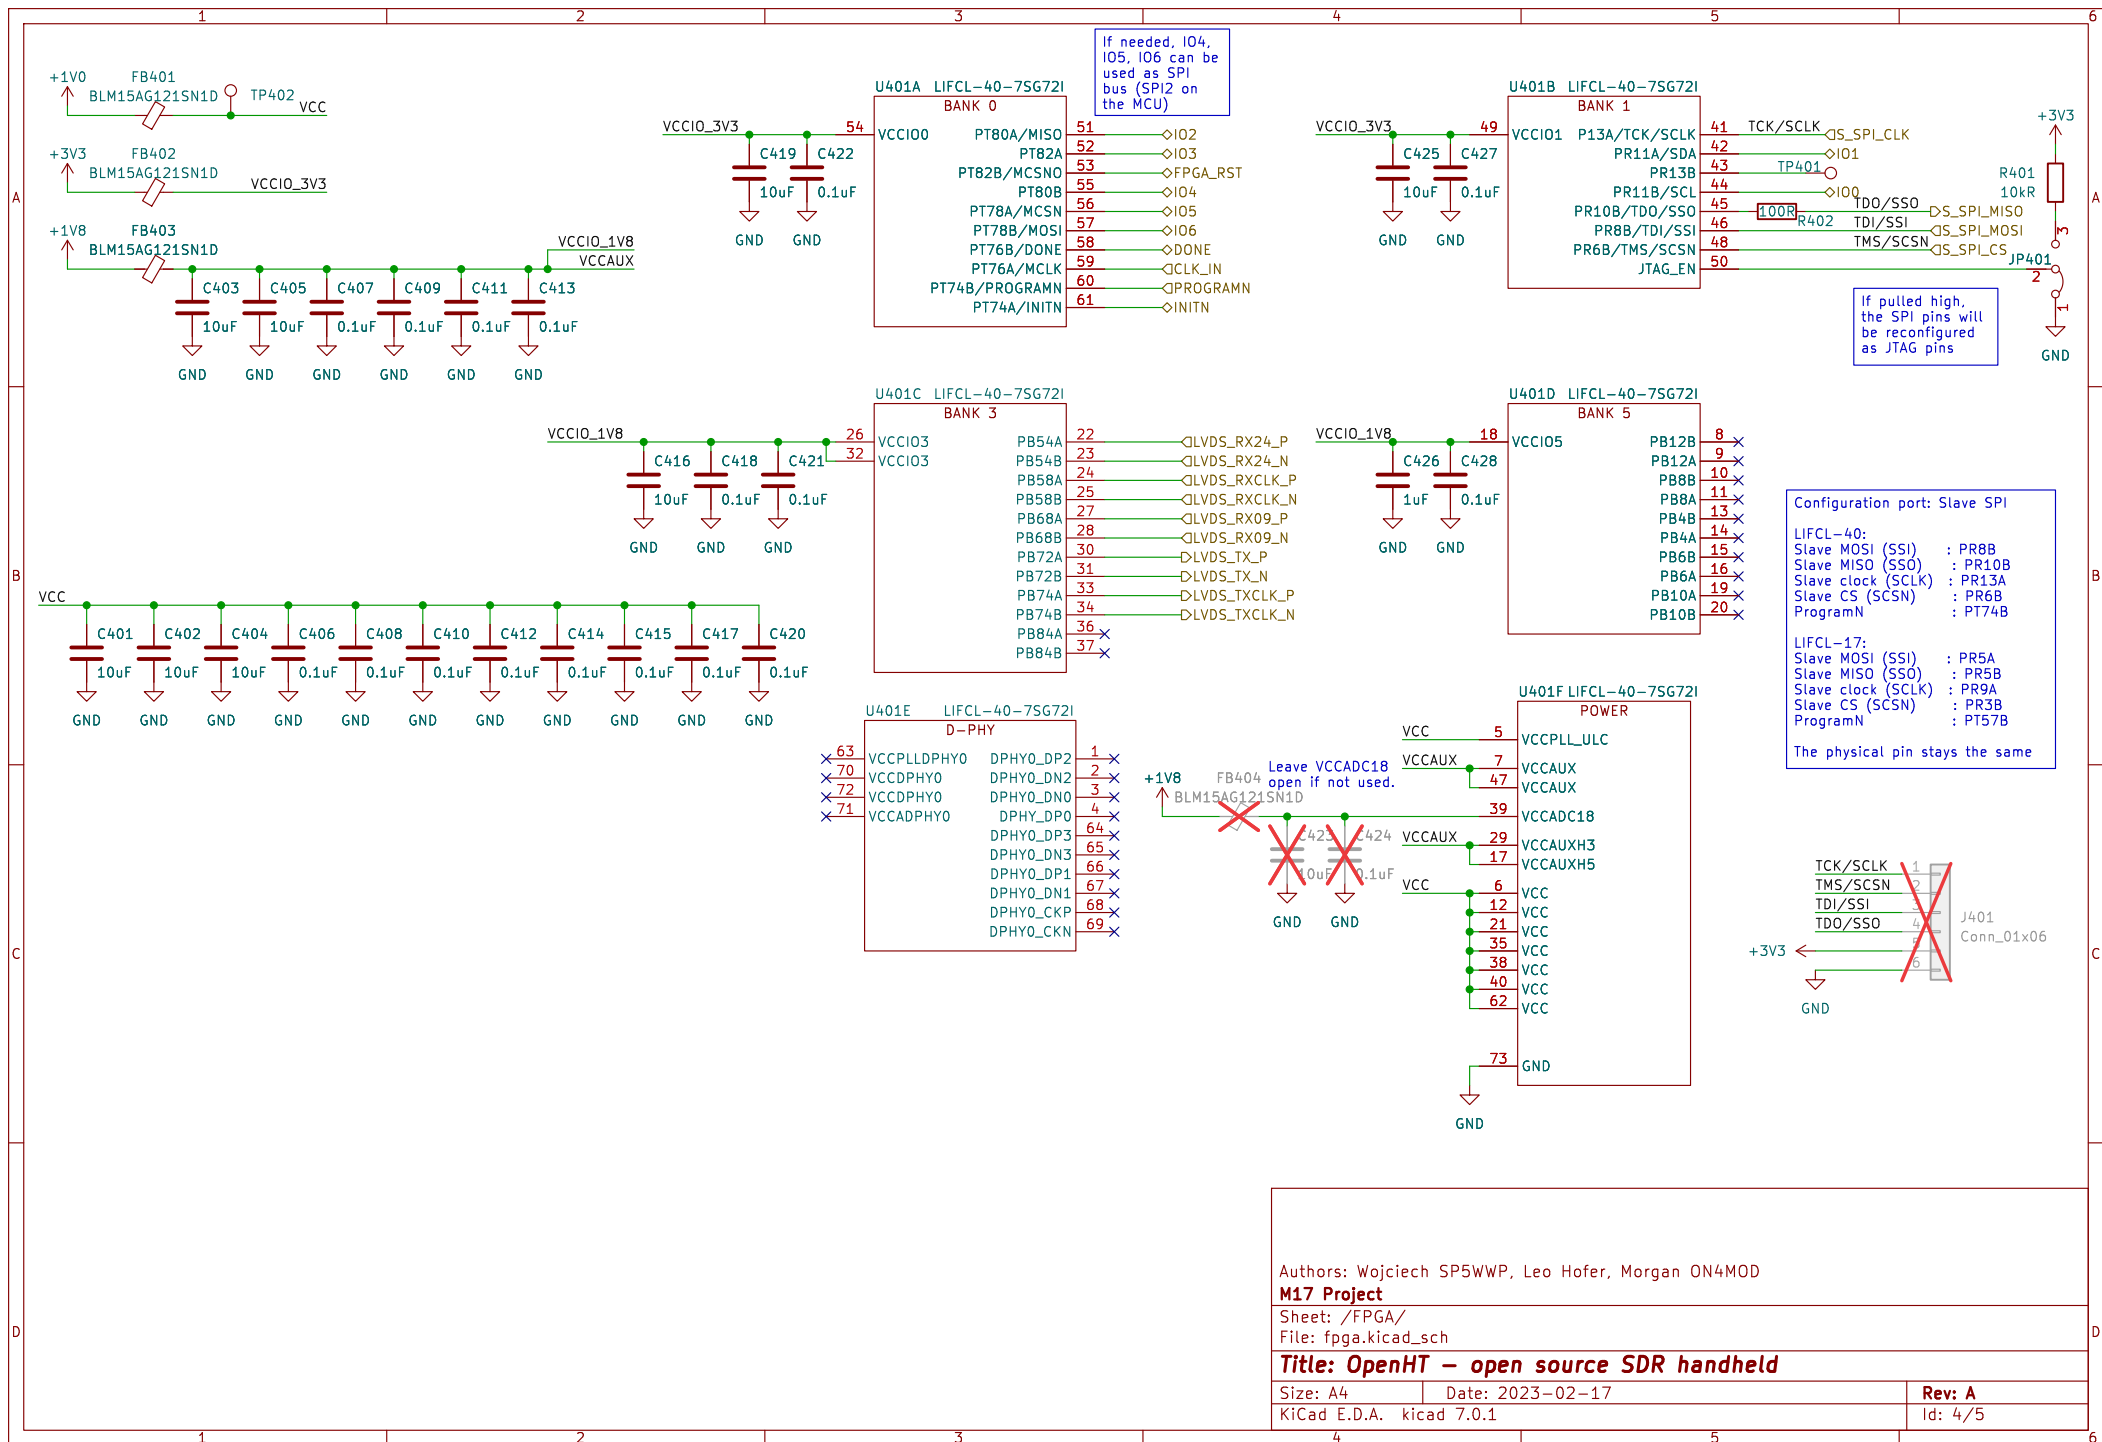 1 2 3 4 5 6
A
B
C
D
+1V0
FB401
BLM15AG121SN1D
TP402
VCC
+3V3
FB402
BLM15AG121SN1D
VCCIO_3V3
+1V8
FB403
BLM15AG121SN1D
VCCIO_1V8
VCCAUX
C403 C405 C407 C409 C411 C413
10uF 10uF 0.1uF 0.1uF 0.1uF 0.1uF
GND GND GND GND GND GND
If needed, IO4,
IO5, IO6 can be
used as SPI
bus (SPI2 on
the MCU)
U401A LIFCL-40-7SG72I
BANK 0
VCCIO_3V3
54 VCCIO0
C419 C422
10uF 0.1uF
GND GND
PT80A/MISO 51 IO2
PT82A 52 IO3
PT82B/MCSNO 53 FPGA_RST
PT80B 55 IO4
PT78A/MCSN 56 IO5
PT78B/MOSI 57 IO6
PT76B/DONE 58 DONE
PT76A/MCLK 59 CLK_IN
PT74B/PROGRAMN 60 PROGRAMN
PT74A/INITN 61 INITN
U401B LIFCL-40-7SG72I
BANK 1
VCCIO_3V3
49 VCCIO1
C425 C427
10uF 0.1uF
GND GND
P13A/TCK/SCLK 41 TCK/SCLK S_SPI_CLK
PR11A/SDA 42 IO1
PR13B 43 TP401
PR11B/SCL 44 IO0
PR10B/TDO/SSO 45 100R R402 TDO/SSO S_SPI_MISO
PR8B/TDI/SSI 46 TDI/SSI S_SPI_MOSI
PR6B/TMS/SCSN 48 TMS/SCSN S_SPI_CS
JTAG_EN 50
+3V3
R401
10kR
JP401
3
2
1
GND
If pulled high,
the SPI pins will
be reconfigured
as JTAG pins
U401C LIFCL-40-7SG72I
BANK 3
VCCIO_1V8
26 VCCIO3
32 VCCIO3
C416 C418 C421
10uF 0.1uF 0.1uF
GND GND GND
PB54A 22 LVDS_RX24_P
PB54B 23 LVDS_RX24_N
PB58A 24 LVDS_RXCLK_P
PB58B 25 LVDS_RXCLK_N
PB68A 27 LVDS_RX09_P
PB68B 28 LVDS_RX09_N
PB72A 30 LVDS_TX_P
PB72B 31 LVDS_TX_N
PB74A 33 LVDS_TXCLK_P
PB74B 34 LVDS_TXCLK_N
PB84A 36
PB84B 37
U401D LIFCL-40-7SG72I
BANK 5
VCCIO_1V8
18 VCCIO5
C426 C428
1uF 0.1uF
GND GND
PB12B 8
PB12A 9
PB8B 10
PB8A 11
PB4B 13
PB4A 14
PB6B 15
PB6A 16
PB10A 19
PB10B 20
Configuration port: Slave SPI
LIFCL-40:
Slave MOSI (SSI) : PR8B
Slave MISO (SSO) : PR10B
Slave clock (SCLK) : PR13A
Slave CS (SCSN) : PR6B
ProgramN : PT74B
LIFCL-17:
Slave MOSI (SSI) : PR5A
Slave MISO (SSO) : PR5B
Slave clock (SCLK) : PR9A
Slave CS (SCSN) : PR3B
ProgramN : PT57B
The physical pin stays the same
VCC
C401 C402 C404 C406 C408 C410 C412 C414 C415 C417 C420
10uF 10uF 10uF 0.1uF 0.1uF 0.1uF 0.1uF 0.1uF 0.1uF 0.1uF 0.1uF
GND GND GND GND GND GND GND GND GND GND GND
U401E LIFCL-40-7SG72I
D-PHY
63 VCCPLLDPHY0
70 VCCDPHY0
72 VCCDPHY0
71 VCCADPHY0
DPHY0_DP2 1
DPHY0_DN2 2
DPHY0_DN0 3
DPHY_DP0 4
DPHY0_DP3 64
DPHY0_DN3 65
DPHY0_DP1 66
DPHY0_DN1 67
DPHY0_CKP 68
DPHY0_CKN 69
+1V8
FB404
BLM15AG121SN1D
Leave VCCADC18
open if not used.
C423 C424
10uF 0.1uF
GND GND
U401F LIFCL-40-7SG72I
POWER
VCC 5 VCCPLL_ULC
VCCAUX 7 VCCAUX
47 VCCAUX
39 VCCADC18
VCCAUX 29 VCCAUXH3
17 VCCAUXH5
VCC 6 VCC
12 VCC
21 VCC
35 VCC
38 VCC
40 VCC
62 VCC
73 GND
GND
TCK/SCLK 1
TMS/SCSN 2
TDI/SSI 3
TDO/SSO 4
+3V3 5
6
GND
J401
Conn_01x06
Authors: Wojciech SP5WWP, Leo Hofer, Morgan ON4MOD
M17 Project
Sheet: /FPGA/
File: fpga.kicad_sch
Title: OpenHT – open source SDR handheld
Size: A4 Date: 2023-02-17 Rev: A
KiCad E.D.A. kicad 7.0.1 Id: 4/5
A
B
C
D
1 2 3 4 5 6